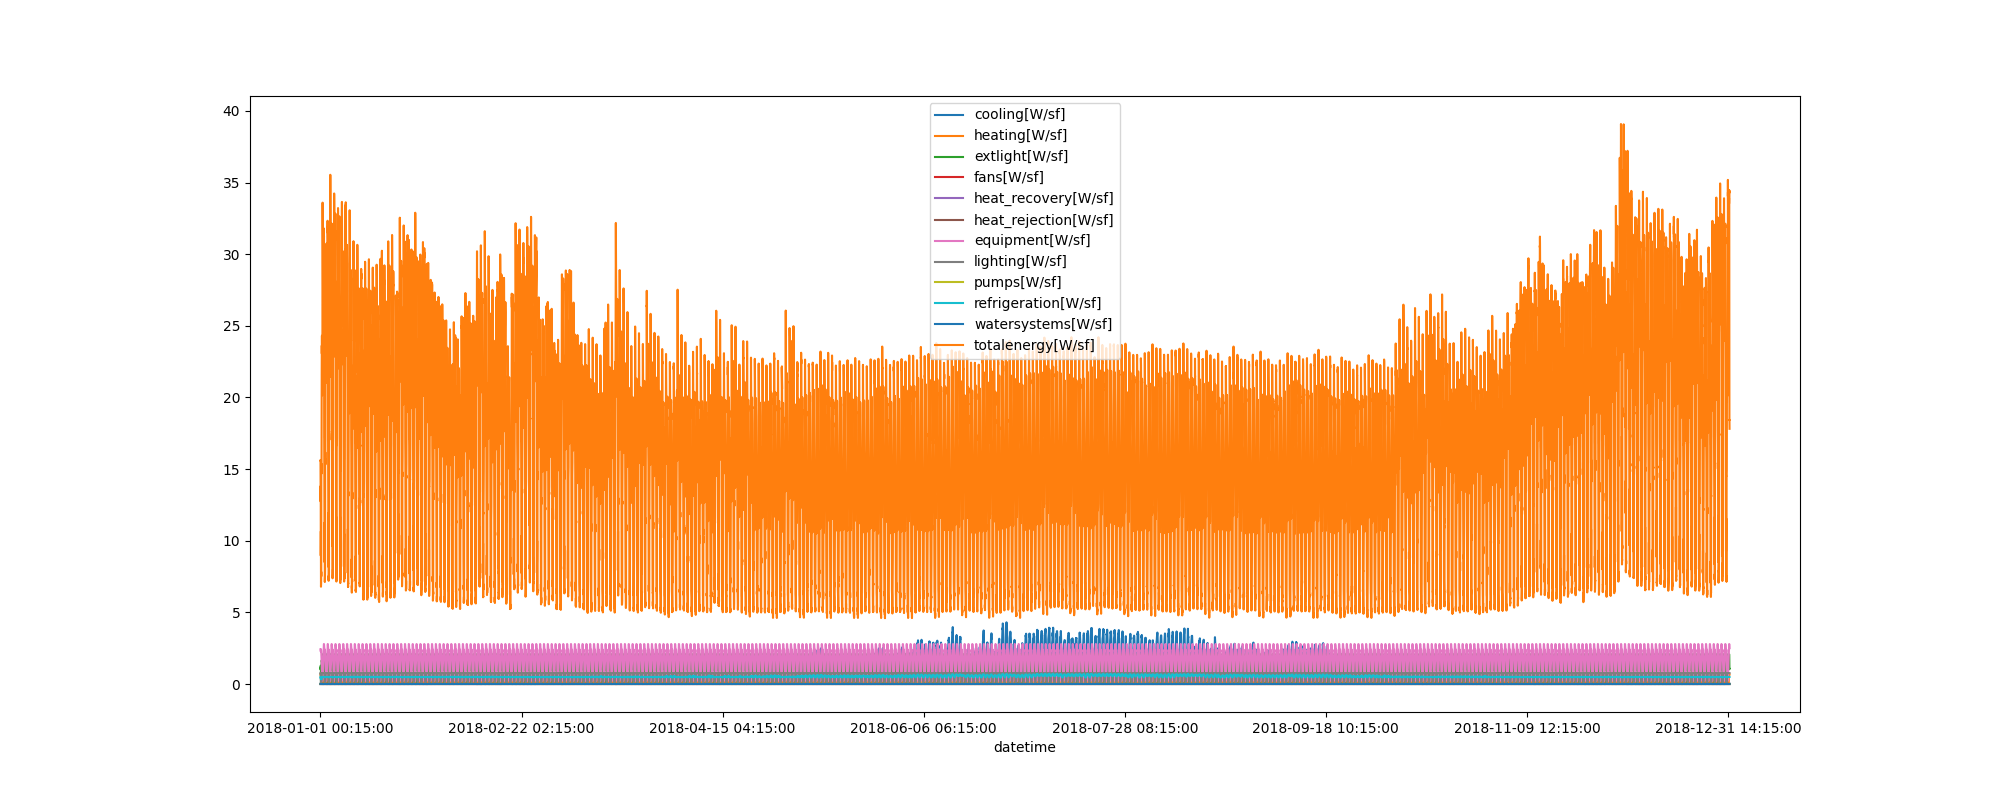 40
35
30
25
20
15
10
5
0
cooling[W/sf]
heating[W/sf]
extlight[W/sf]
fans[W/sf]
heat_recovery[W/sf]
heat_rejection[W/sf]
equipment[W/sf]
lighting[W/sf]
pumps[W/sf]
refrigeration[W/sf]
watersystems[W/sf]
totalenergy[W/sf]
2018-01-01 00:15:00 2018-02-22 02:15:00 2018-04-15 04:15:00 2018-06-06 06:15:00 2018-07-28 08:15:00 2018-09-18 10:15:00 2018-11-09 12:15:00 2018-12-31 14:15:00
datetime